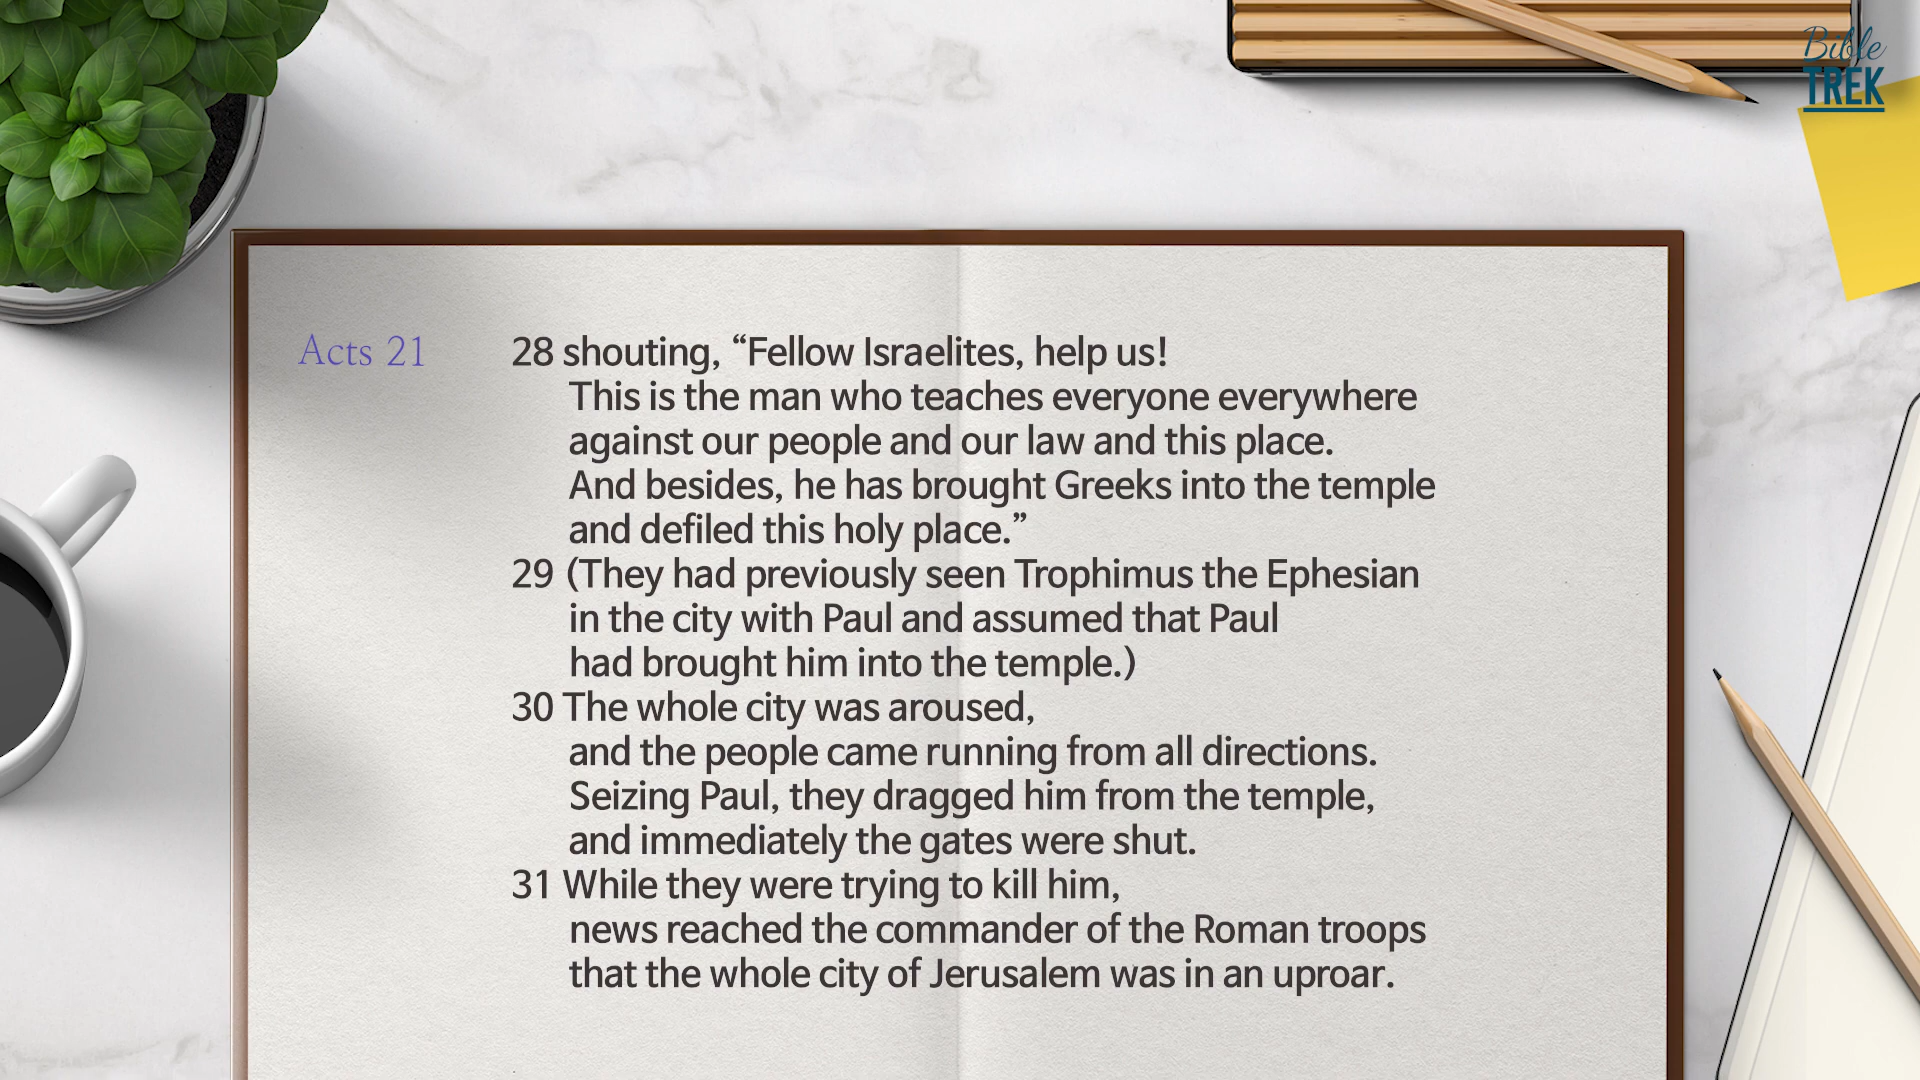 Bible
TREK
Acts 21
28 shouting, “Fellow Israelites, help us!
This is the man who teaches everyone everywhere
against our people and our law and this place.
And besides, he has brought Greeks into the temple
and defiled this holy place.”
29 (They had previously seen Trophimus the Ephesian
in the city with Paul and assumed that Paul
had brought him into the temple.)
30 The whole city was aroused,
and the people came running from all directions.
Seizing Paul, they dragged him from the temple,
and immediately the gates were shut.
31 While they were trying to kill him,
news reached the commander of the Roman troops
that the whole city of Jerusalem was in an uproar.